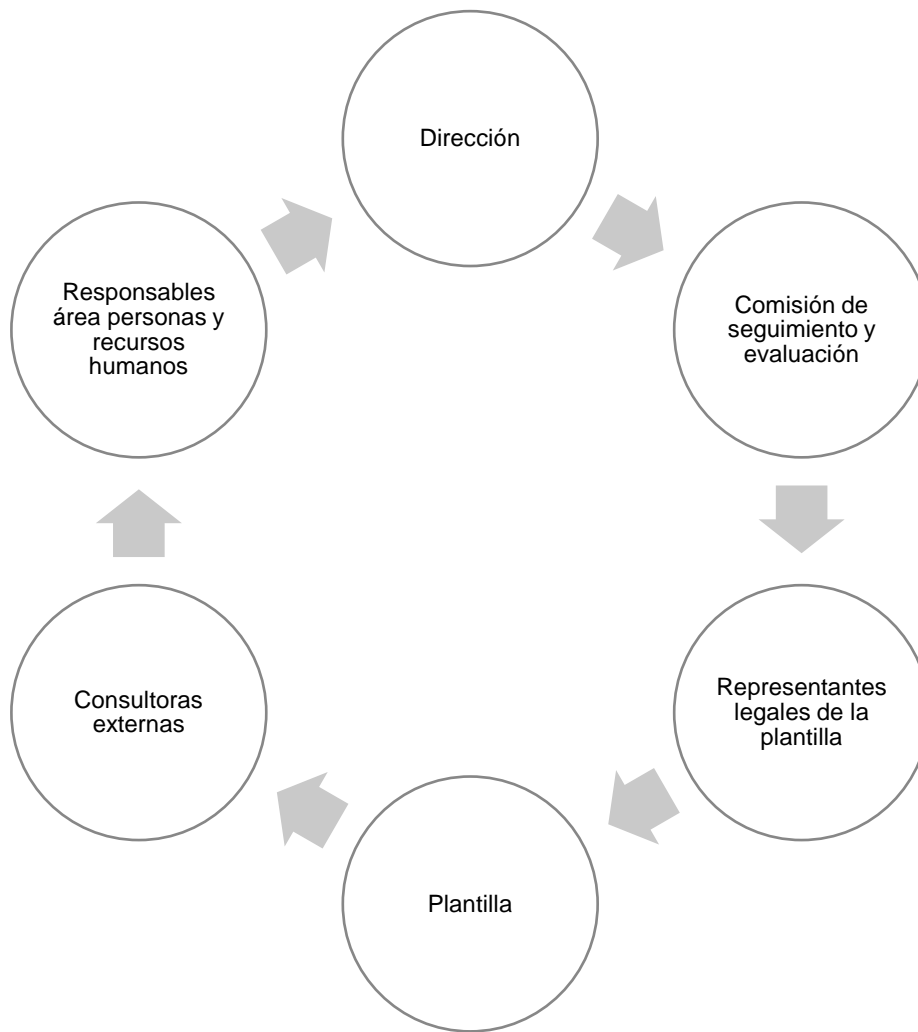 Dirección
Comisión de
seguimiento y
evaluación
Representantes
legales de la
plantilla
Plantilla
Consultoras
externas
Responsables
área personas y
recursos
humanos